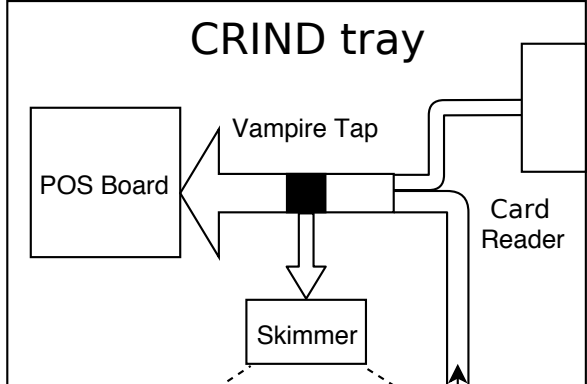 CRIND tray
Vampire Tap
POS Board
Card
Reader
Skimmer